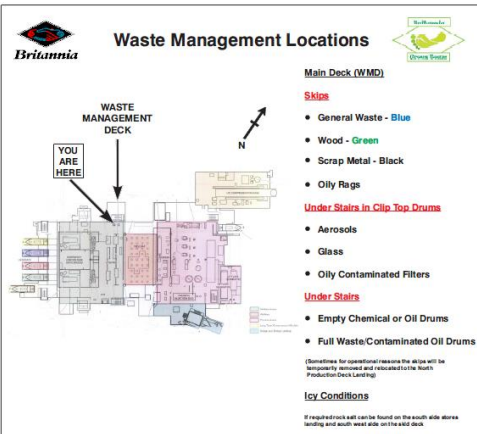 Britannia
Waste Management Locations
WASTE
MANAGEMENT
DECK
YOU
ARE
HERE
N
Main Deck (WMD)
Skips
General Waste - Blue
Wood - Green
Scrap Metal - Black
Oily Rags
Under Stairs in Clip Top Drums
Aerosols
Glass
Oily Contaminated Filters
Under Stairs
Empty Chemical or Oil Drums
Full Waste/Contaminated Oil Drums
(Sometimes for operational reasons the skips will be
temporarily removed and relocated to the North
Production Deck Landing)
Icy Conditions
If required rock salt can be found on the south side stores
landing and south west side on the skid deck